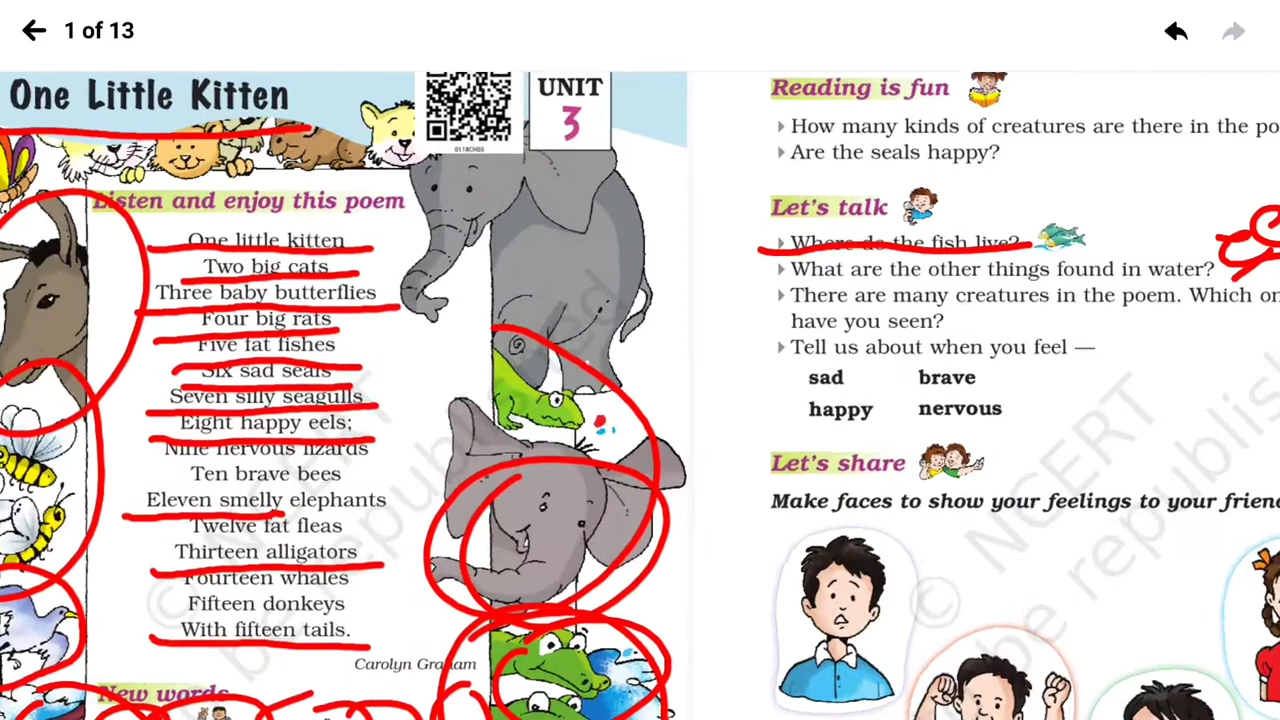 1 of 13
One Little Kitten
UNIT
3
0118CH03
Listen and enjoy this poem
One little kitten
Two big cats
Three baby butterflies
Four big rats
Five fat fishes
Six sad seals
Seven silly seagulls
Eight happy eels;
Nine nervous lizards
Ten brave bees
Eleven smelly elephants
Twelve fat fleas
Thirteen alligators
Fourteen whales
Fifteen donkeys
With fifteen tails.
Carolyn Graham
New words
Reading is fun
How many kinds of creatures are there in the po
Are the seals happy?
Let's talk
Where do the fish live?
What are the other things found in water?
There are many creatures in the poem. Which on
have you seen?
Tell us about when you feel —
sad brave
happy nervous
Let's share
Make faces to show your feelings to your friend
© NCERT
be republish